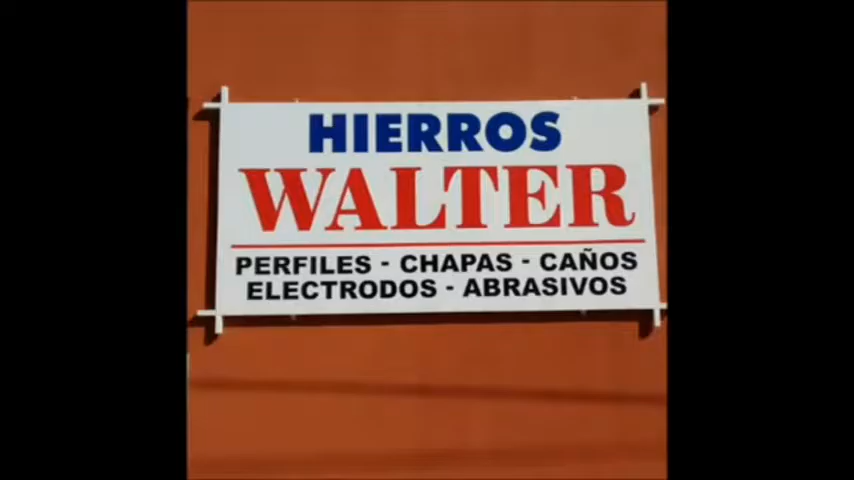 HIERROS
WALTER
PERFILES - CHAPAS - CAÑOS
ELECTRODOS - ABRASIVOS